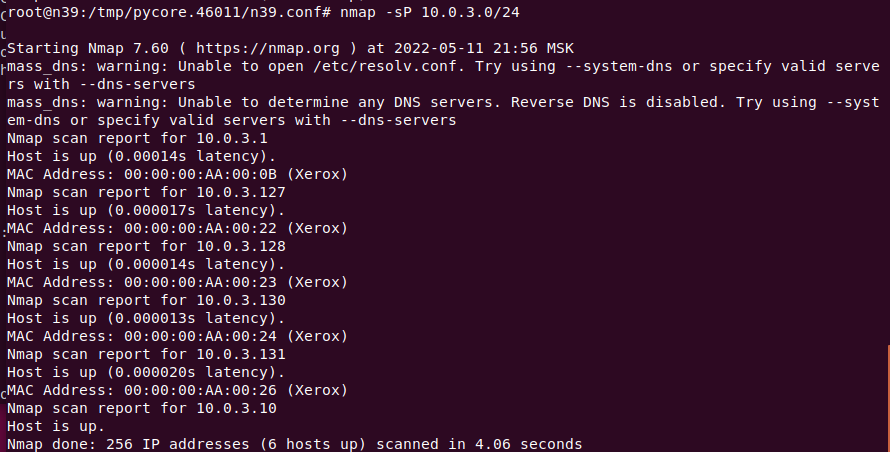 root@n39:/tmp/pycore.46011/n39.conf# nmap -sP 10.0.3.0/24
Starting Nmap 7.60 ( https://nmap.org ) at 2022-05-11 21:56 MSK
mass_dns: warning: Unable to open /etc/resolv.conf. Try using --system-dns or specify valid serve
rs with --dns-servers
mass_dns: warning: Unable to determine any DNS servers. Reverse DNS is disabled. Try using --syst
em-dns or specify valid servers with --dns-servers
Nmap scan report for 10.0.3.1
Host is up (0.00014s latency).
MAC Address: 00:00:00:AA:00:0B (Xerox)
Nmap scan report for 10.0.3.127
Host is up (0.000017s latency).
MAC Address: 00:00:00:AA:00:22 (Xerox)
Nmap scan report for 10.0.3.128
Host is up (0.000014s latency).
MAC Address: 00:00:00:AA:00:23 (Xerox)
Nmap scan report for 10.0.3.130
Host is up (0.000013s latency).
MAC Address: 00:00:00:AA:00:24 (Xerox)
Nmap scan report for 10.0.3.131
Host is up (0.000020s latency).
MAC Address: 00:00:00:AA:00:26 (Xerox)
Nmap scan report for 10.0.3.10
Host is up.
Nmap done: 256 IP addresses (6 hosts up) scanned in 4.06 seconds